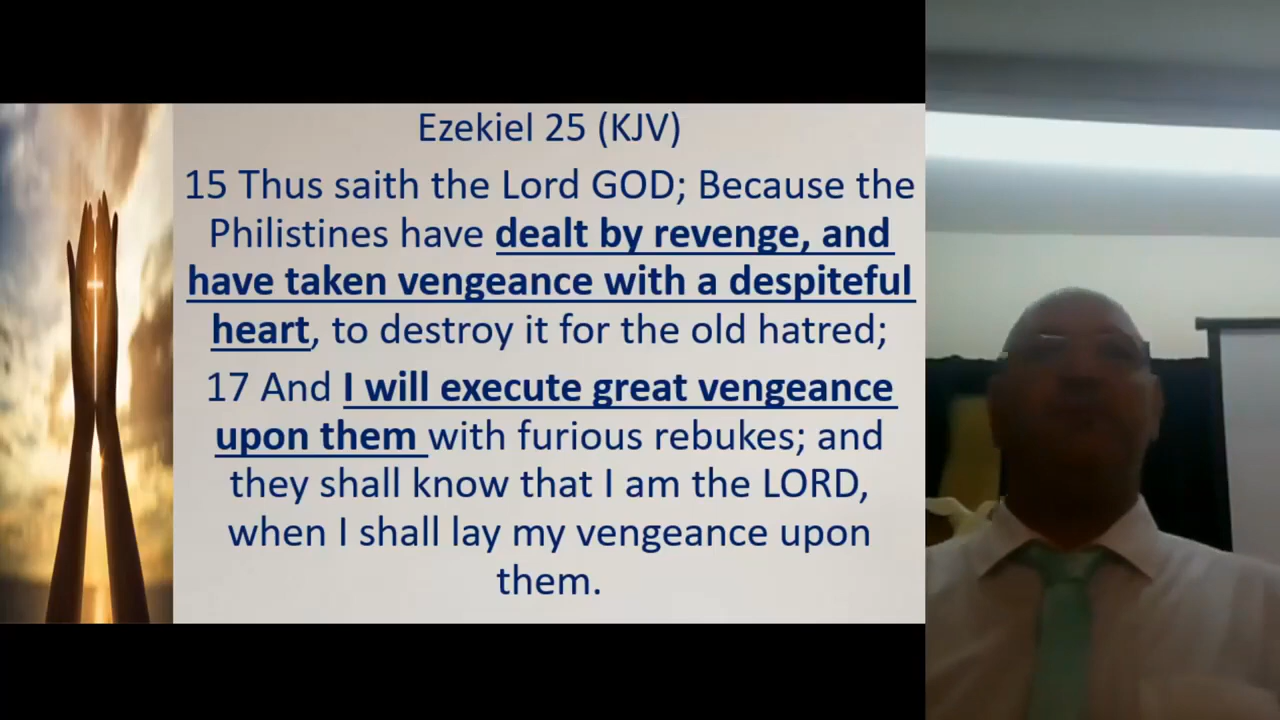 Ezekiel 25 (KJV)
15 Thus saith the Lord GOD; Because the
Philistines have dealt by revenge, and
have taken vengeance with a despiteful
heart, to destroy it for the old hatred;
17 And I will execute great vengeance
upon them with furious rebukes; and
they shall know that I am the LORD,
when I shall lay my vengeance upon
them.